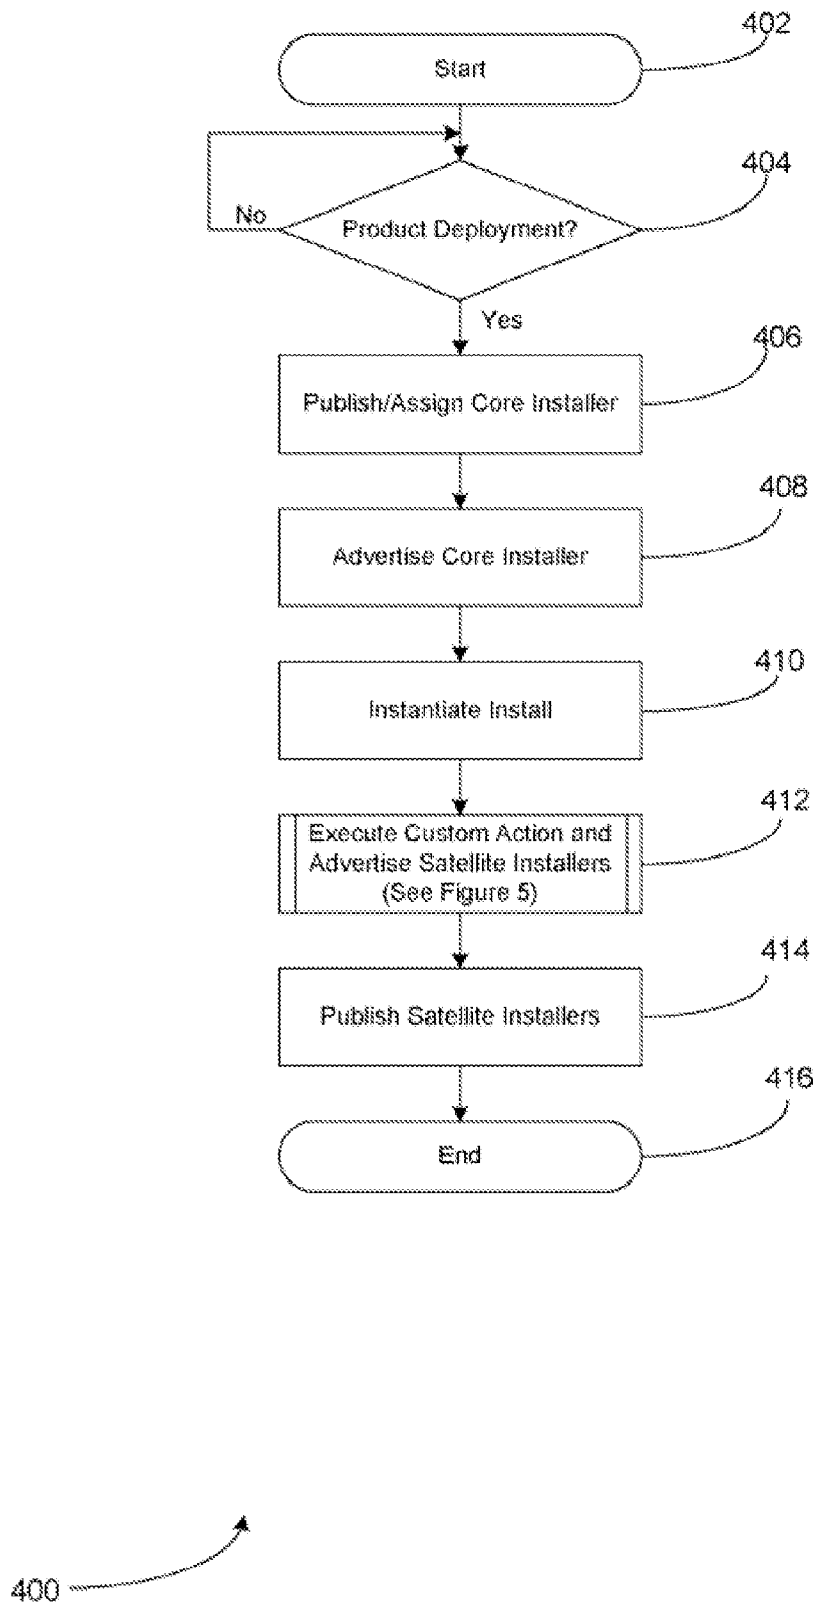 402
Start
404
No
Product Deployment?
Yes
406
Publish/Assign Core Installer
408
Advertise Core Installer
410
Instantiate Install
412
Execute Custom Action and
Advertise Satellite Installers
(See Figure 5)
414
Publish Satellite Installers
416
End
400